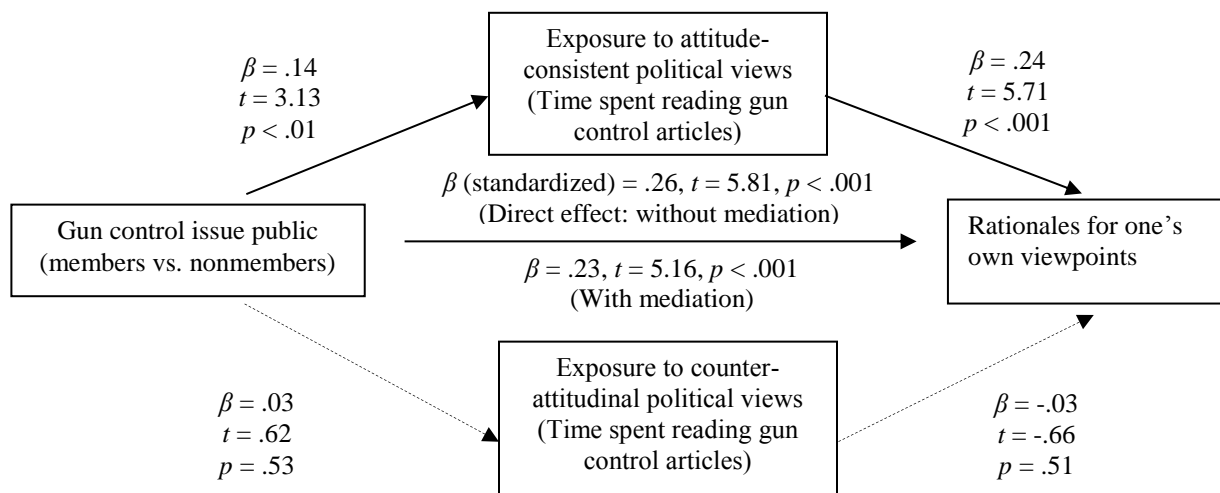 Exposure to attitude-
consistent political views
(Time spent reading gun
control articles)
β = .14
t = 3.13
p < .01
β = .24
t = 5.71
p < .001
β (standardized) = .26, t = 5.81, p < .001
(Direct effect: without mediation)
Gun control issue public
(members vs. nonmembers)
Rationales for one’s
own viewpoints
β = .23, t = 5.16, p < .001
(With mediation)
Exposure to counter-
attitudinal political views
(Time spent reading gun
control articles)
β = .03
t = .62
p = .53
β = -.03
t = -.66
p = .51